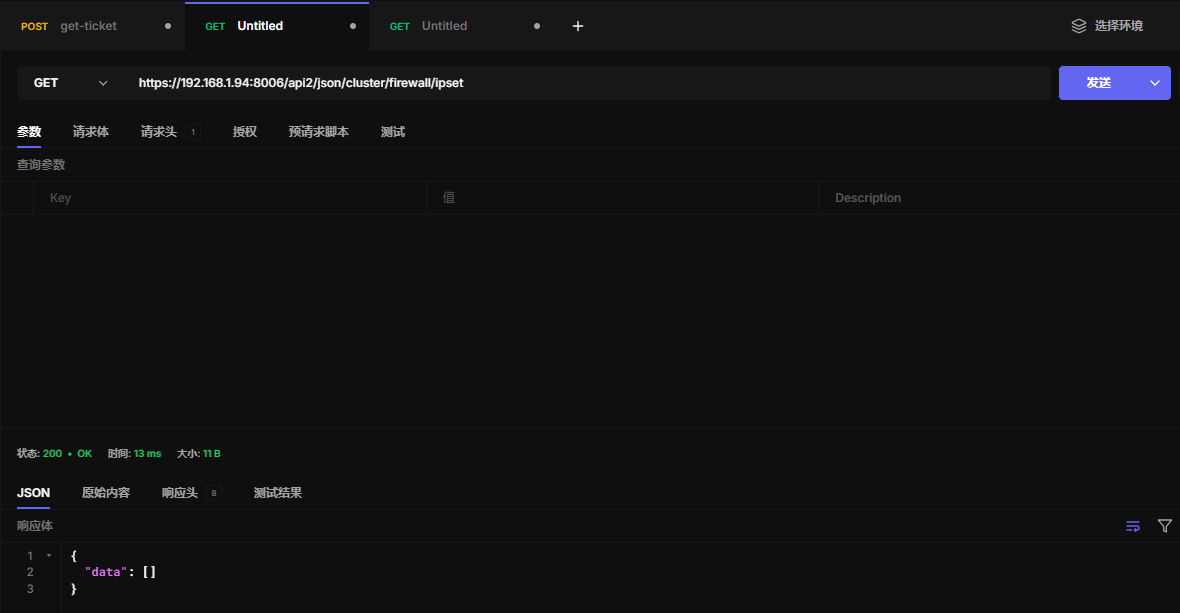 POST get-ticket GET Untitled GET Untitled + 选择环境
GET https://192.168.1.94:8006/api2/json/cluster/firewall/ipset 发送
参数 请求体 请求头 1 授权 预请求脚本 测试
查询参数
Key 值 Description
状态: 200 • OK 时间: 13 ms 大小: 11 B
JSON 原始内容 响应头 8 测试结果
响应体
1 {
2 "data": []
3 }